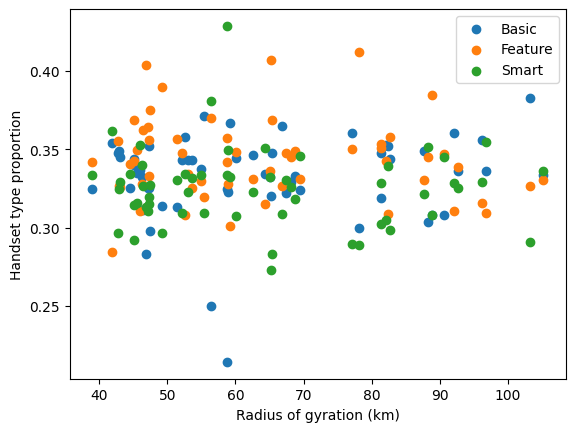 Basic
Feature
Smart
0.40
0.35
0.30
0.25
Handset type proportion
40 50 60 70 80 90 100
Radius of gyration (km)